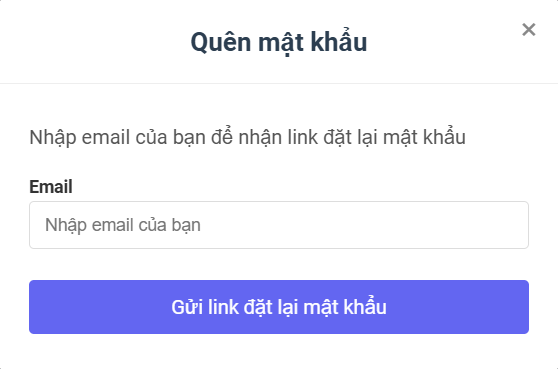 Quên mật khẩu
×
Nhập email của bạn để nhận link đặt lại mật khẩu
Email
Nhập email của bạn
Gửi link đặt lại mật khẩu